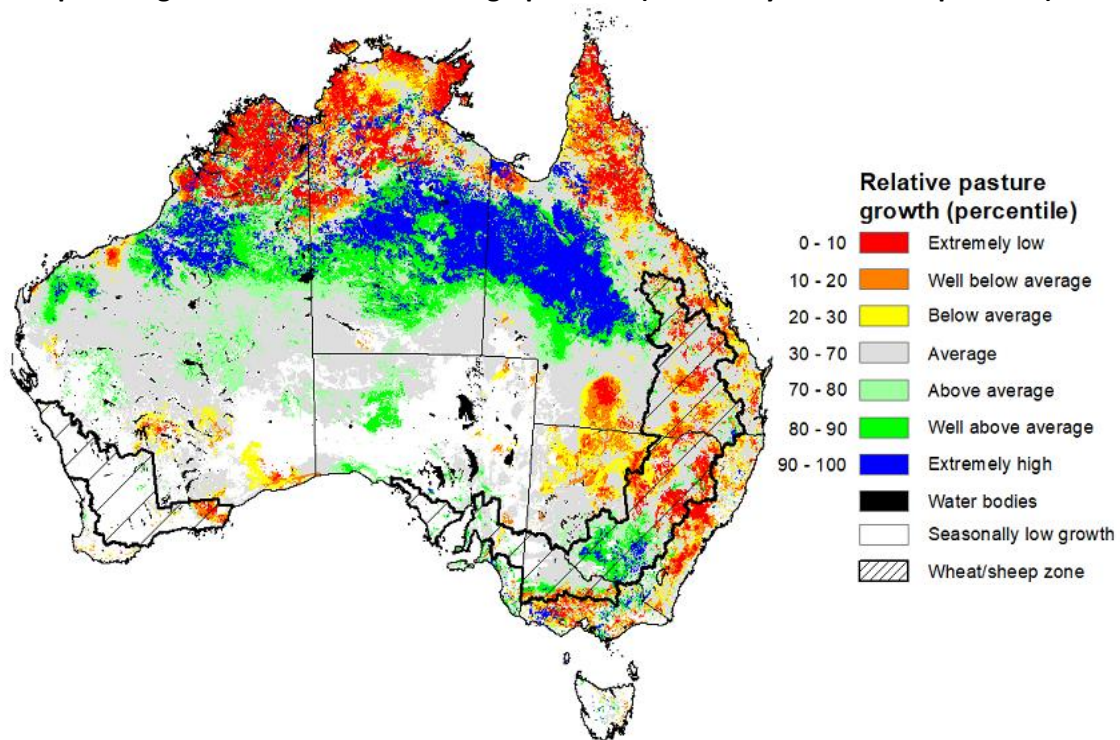 Relative pasture
growth (percentile)
0 - 10 Extremely low
10 - 20 Well below average
20 - 30 Below average
30 - 70 Average
70 - 80 Above average
80 - 90 Well above average
90 - 100 Extremely high
Water bodies
Seasonally low growth
Wheat/sheep zone